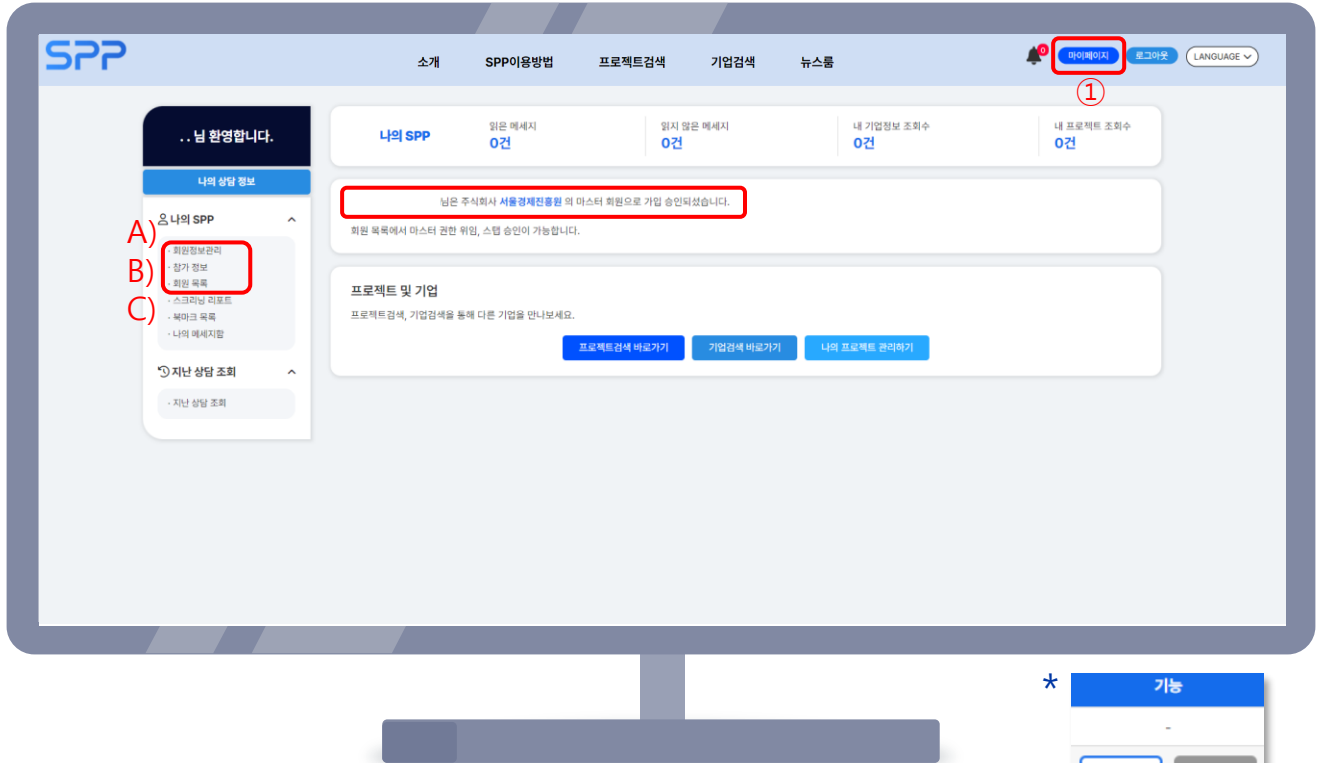 SPP
소개 SPP이용방법 프로젝트검색 기업검색 뉴스룸
0 마이페이지 로그아웃 LANGUAGE
①
. . 님 환영합니다.
나의 상담 정보
나의 SPP
A)
· 회원정보관리
B)
· 참가 정보
· 회원 목록
C)
· 스크리닝 리포트
· 북마크 목록
· 나의 메세지함
지난 상담 조회
· 지난 상담 조회
나의 SPP
읽은 메세지
0건
읽지 않은 메세지
0건
내 기업정보 조회수
0건
내 프로젝트 조회수
0건
님은 주식회사 서울경제진흥원 의 마스터 회원으로 가입 승인되셨습니다.
회원 목록에서 마스터 권한 위임, 스탭 승인이 가능합니다.
프로젝트 및 기업
프로젝트검색, 기업검색을 통해 다른 기업을 만나보세요.
프로젝트검색 바로가기 기업검색 바로가기 나의 프로젝트 관리하기
*
기능
-